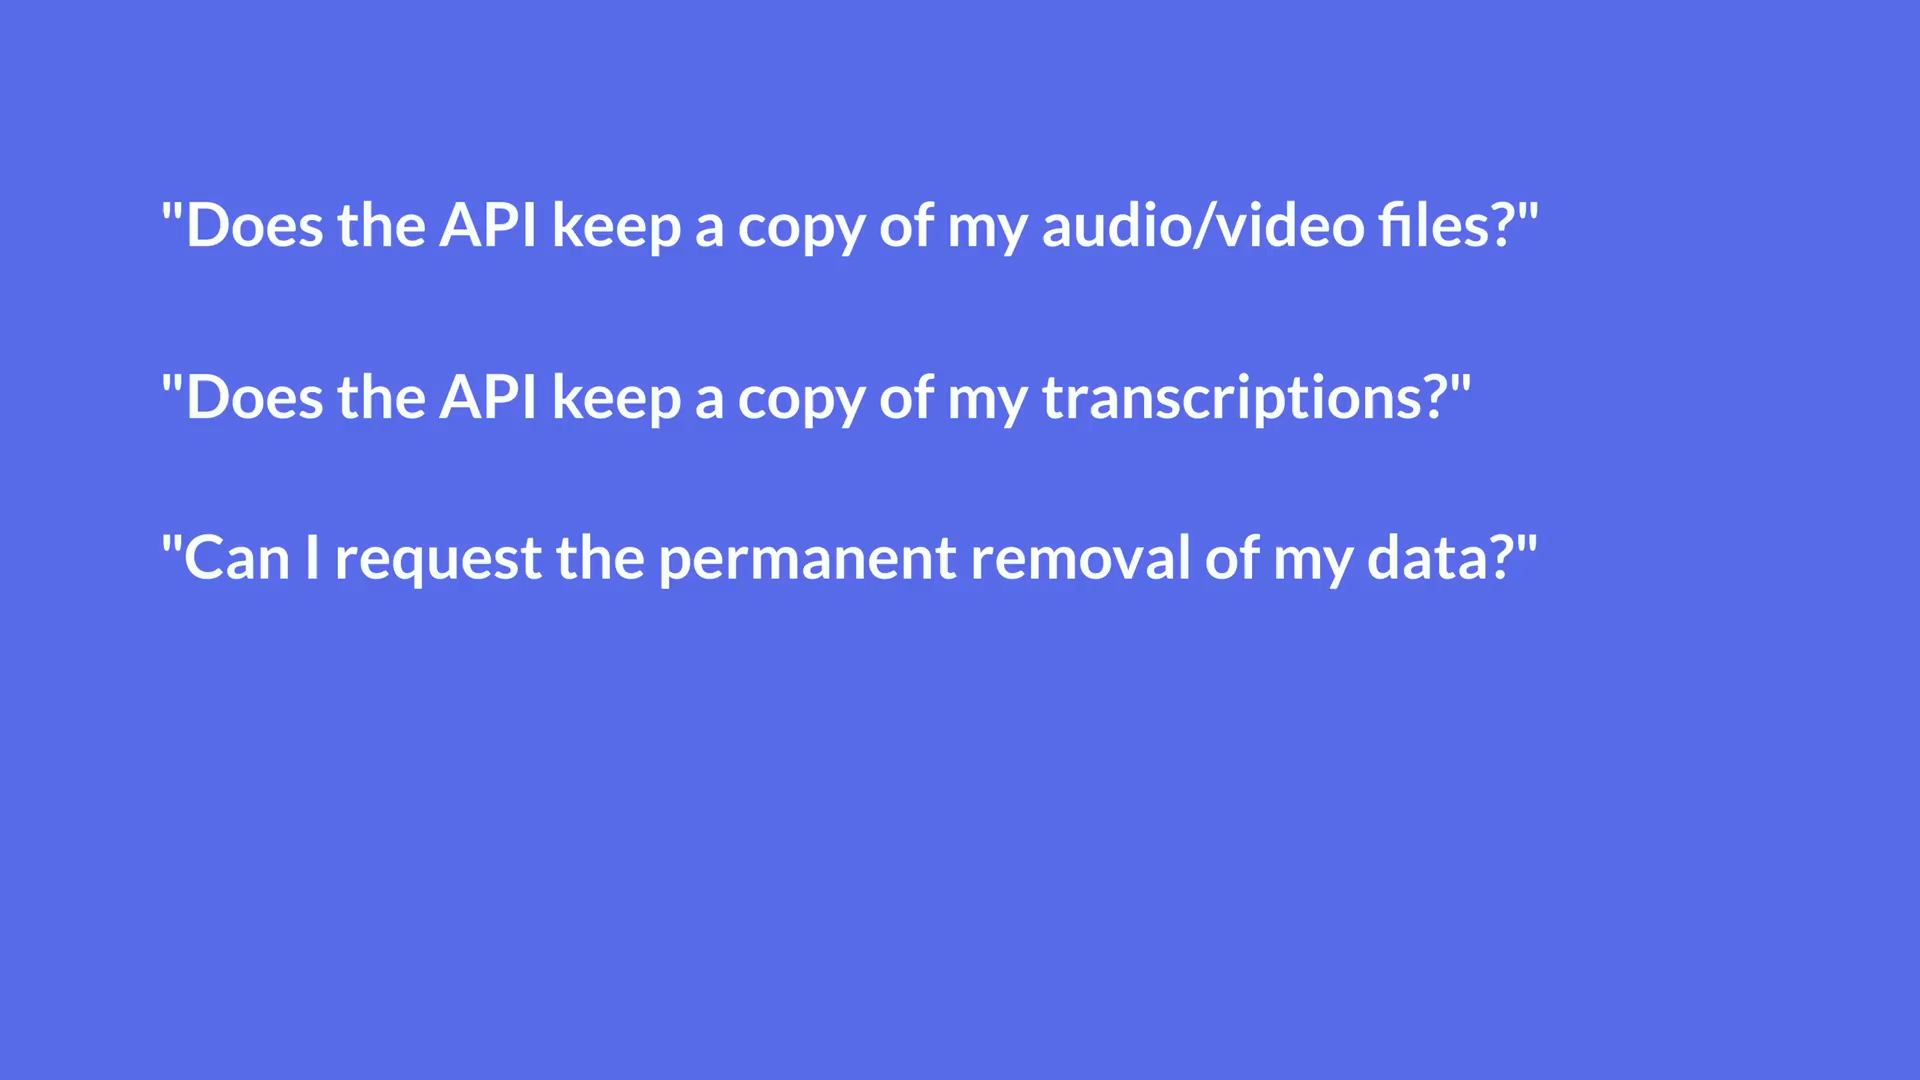 "Does the API keep a copy of my audio/video files?"
"Does the API keep a copy of my transcriptions?"
"Can I request the permanent removal of my data?"